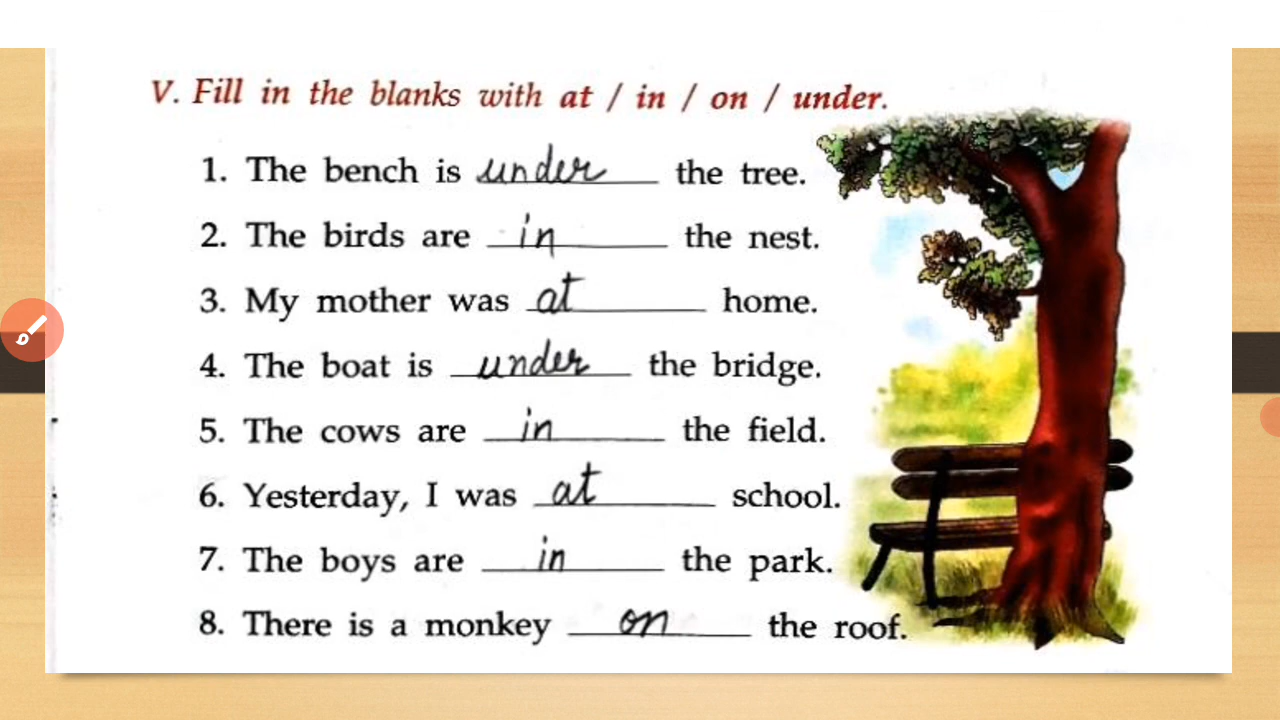 V. Fill in the blanks with at / in / on / under.
1. The bench is under the tree.
2. The birds are in the nest.
3. My mother was at home.
4. The boat is under the bridge.
5. The cows are in the field.
6. Yesterday, I was at school.
7. The boys are in the park.
8. There is a monkey on the roof.